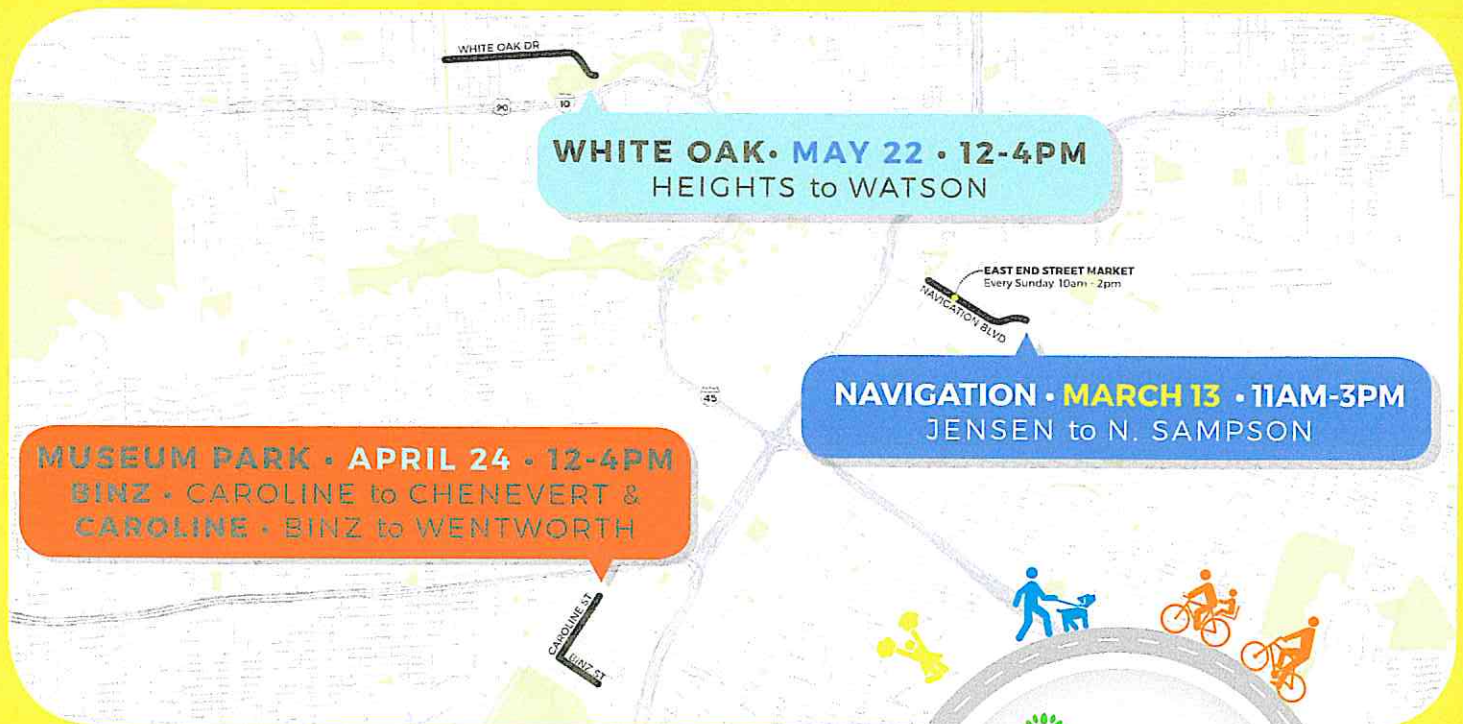 WHITE OAK DR
90
10
WHITE OAK• MAY 22 • 12-4PM
HEIGHTS to WATSON
EAST END STREET MARKET
Every Sunday 10am - 2pm
NAVIGATION BLVD
NAVIGATION • MARCH 13 • 11AM-3PM
JENSEN to N. SAMPSON
45
MUSEUM PARK • APRIL 24 • 12-4PM
BINZ • CAROLINE to CHENEVERT &
CAROLINE • BINZ to WENTWORTH
CAROLINE ST
BINZ ST